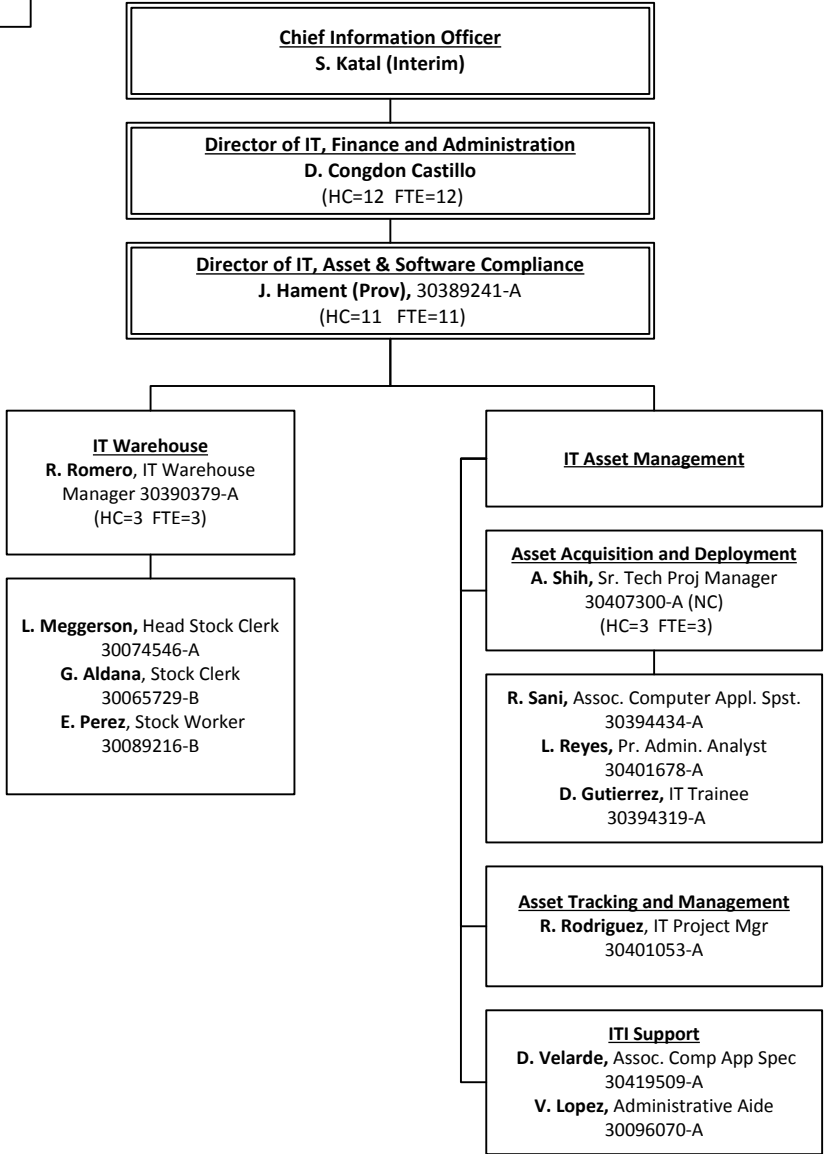 Chief Information Officer
S. Katal (Interim)
Director of IT, Finance and Administration
D. Congdon Castillo
(HC=12 FTE=12)
Director of IT, Asset & Software Compliance
J. Hament (Prov), 30389241-A
(HC=11 FTE=11)
IT Warehouse
R. Romero, IT Warehouse
Manager 30390379-A
(HC=3 FTE=3)
L. Meggerson, Head Stock Clerk
30074546-A
G. Aldana, Stock Clerk
30065729-B
E. Perez, Stock Worker
30089216-B
IT Asset Management
Asset Acquisition and Deployment
A. Shih, Sr. Tech Proj Manager
30407300-A (NC)
(HC=3 FTE=3)
R. Sani, Assoc. Computer Appl. Spst.
30394434-A
L. Reyes, Pr. Admin. Analyst
30401678-A
D. Gutierrez, IT Trainee
30394319-A
Asset Tracking and Management
R. Rodriguez, IT Project Mgr
30401053-A
ITI Support
D. Velarde, Assoc. Comp App Spec
30419509-A
V. Lopez, Administrative Aide
30096070-A